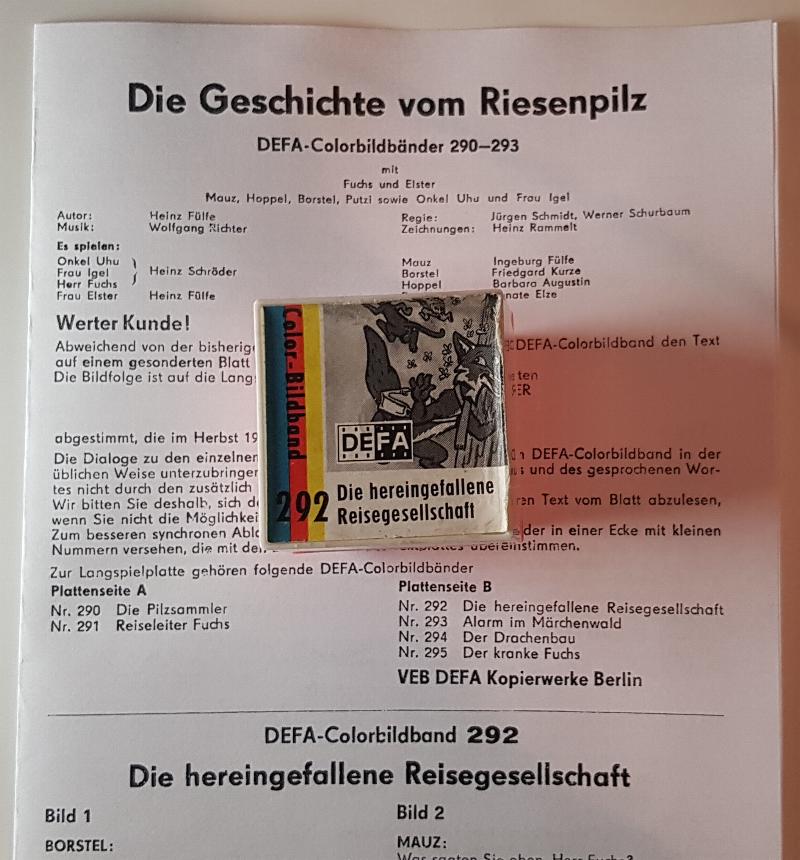 Die Geschichte vom Riesenpilz
DEFA-Colorbildbänder 290—293
mit
Fuchs und Elster
Mauz, Hoppel, Borstel, Putzi sowie Onkel Uhu und Frau Igel
Autor: Heinz Fülfe
Musik: Wolfgang Richter
Regie: Jürgen Schmidt, Werner Schurbaum
Zeichnungen: Heinz Rammelt
Es spielen:
Onkel Uhu
Frau Igel Heinz Schröder
Herr Fuchs
Frau Elster Heinz Fülfe
Mauz Ingeburg Fülfe
Borstel Friedgard Kurze
Hoppel Barbara Augustin
Elze
Werter Kunde!
Abweichend von der DEFA-Colorbildband den Text
auf einem gesonderten Blatt
Die Bildfolge ist auf die
abgestimmt, die im Herbst
Die Dialoge zu den DEFA-Colorbildband in der
üblichen Weise und des gesprochenen Wor-
tes nicht durch den zusätzlich
Wir bitten Sie deshalb, sich Text vom Blatt abzulesen,
wenn Sie nicht die
Zum besseren synchronen der in einer Ecke mit kleinen
Nummern versehen, die mit übereinstimmen.
Color-Bildband
DEFA
292 Die hereingefallene
Reisegesellschaft
Zur Langspielplatte gehören folgende DEFA-Colorbildbänder
Plattenseite A
Nr. 290 Die Pilzsammler
Nr. 291 Reiseleiter Fuchs
Plattenseite B
Nr. 292 Die hereingefallene Reisegesellschaft
Nr. 293 Alarm im Märchenwald
Nr. 294 Der Drachenbau
Nr. 295 Der kranke Fuchs
VEB DEFA Kopierwerke Berlin
DEFA-Colorbildband 292
Die hereingefallene Reisegesellschaft
Bild 1
BORSTEL:
Bild 2
MAUZ:
Was sagten Sie eben, Herr Fuchs?